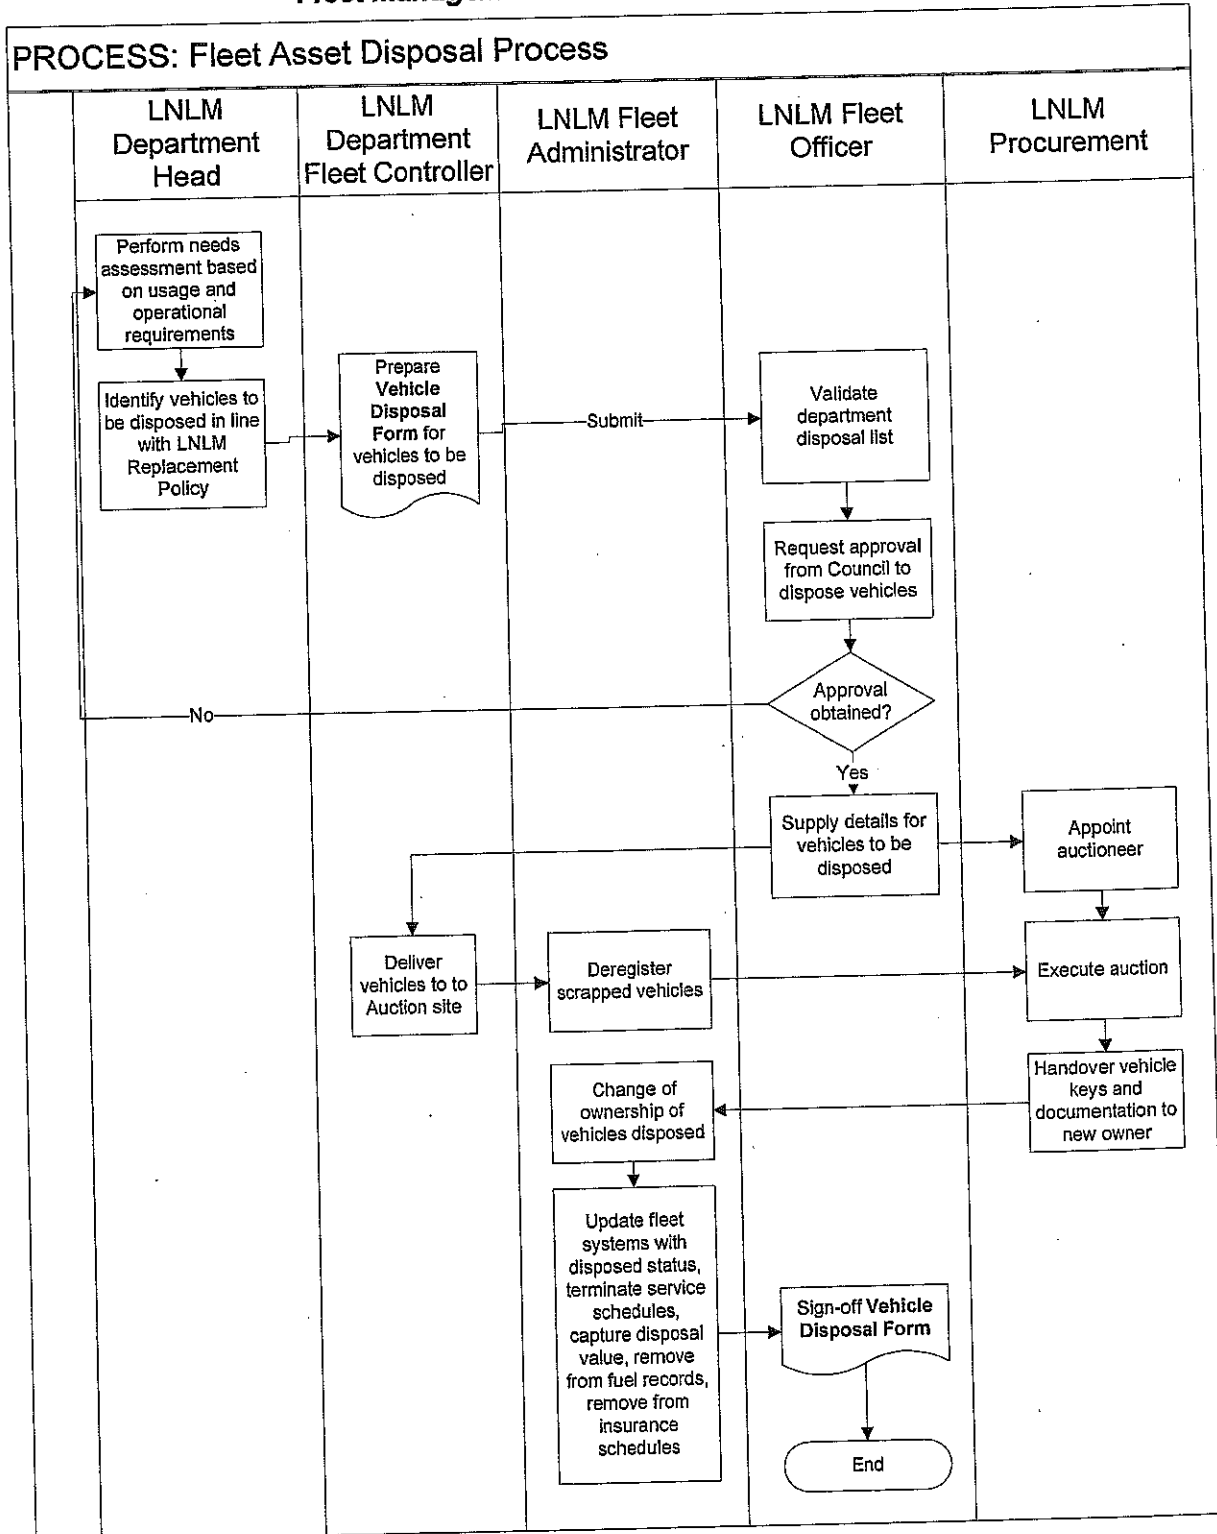 PROCESS: Fleet Asset Disposal Process
LNLM
Department
Head
LNLM
Department
Fleet Controller
LNLM Fleet
Administrator
LNLM Fleet
Officer
LNLM
Procurement
Perform needs
assessment based
on usage and
operational
requirements
Identify vehicles to
be disposed in line
with LNLM
Replacement
Policy
Prepare
Vehicle
Disposal
Form for
vehicles to be
disposed
Submit
Validate
department
disposal list
Request approval
from Council to
dispose vehicles
Approval
obtained?
No
Yes
Supply details for
vehicles to be
disposed
Appoint
auctioneer
Deliver
vehicles to to
Auction site
Deregister
scrapped vehicles
Execute auction
Handover vehicle
keys and
documentation to
new owner
Change of
ownership of
vehicles disposed
Update fleet
systems with
disposed status,
terminate service
schedules,
capture disposal
value, remove
from fuel records,
remove from
insurance
schedules
Sign-off Vehicle
Disposal Form
End